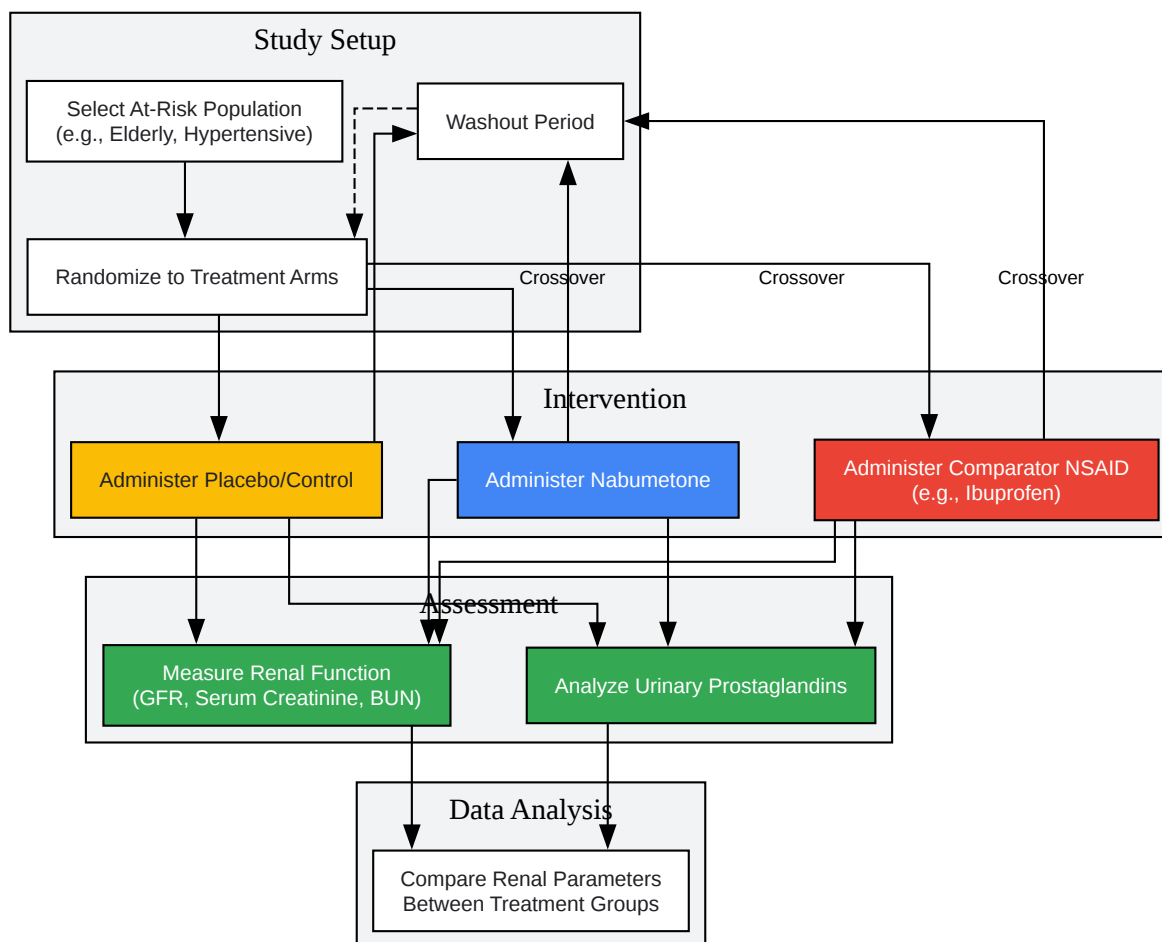 Study Setup
Select At-Risk Population
(e.g., Elderly, Hypertensive)
Washout Period
Randomize to Treatment Arms
Crossover
Crossover
Crossover
Intervention
Administer Placebo/Control
Administer Nabumetone
Administer Comparator NSAID
(e.g., Ibuprofen)
Assessment
Measure Renal Function
(GFR, Serum Creatinine, BUN)
Analyze Urinary Prostaglandins
Data Analysis
Compare Renal Parameters
Between Treatment Groups